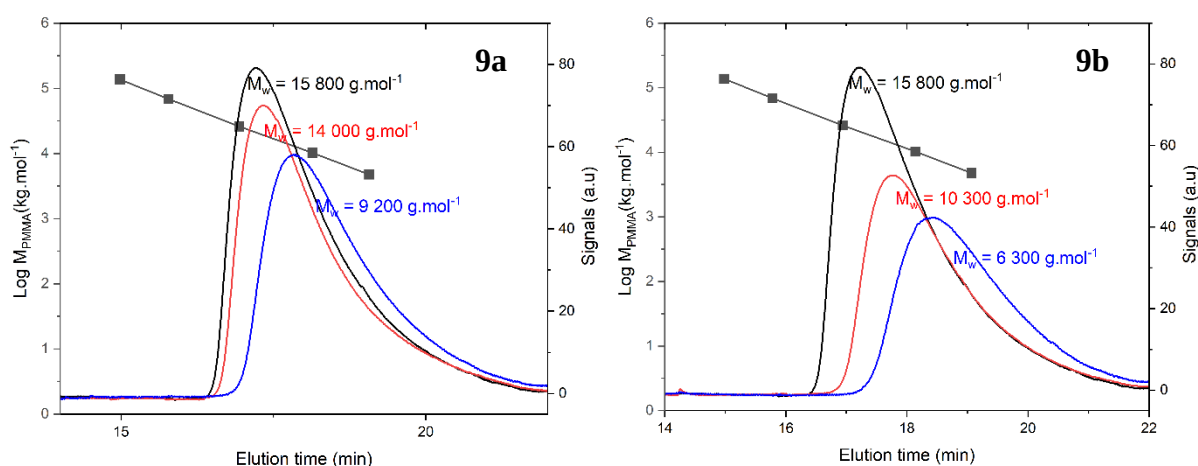 9a
M_w = 15 800 g.mol⁻¹
M_w = 14 000 g.mol⁻¹
M_w = 9 200 g.mol⁻¹
Log M_PMMA(kg.mol⁻¹)
6
5
4
3
2
1
0
Signals (a.u)
80
60
40
20
0
15
20
Elution time (min)
9b
M_w = 15 800 g.mol⁻¹
M_w = 10 300 g.mol⁻¹
M_w = 6 300 g.mol⁻¹
Log M_PMMA(kg.mol⁻¹)
6
5
4
3
2
1
0
Signals (a.u)
80
60
40
20
0
14
16
18
20
22
Elution time (min)